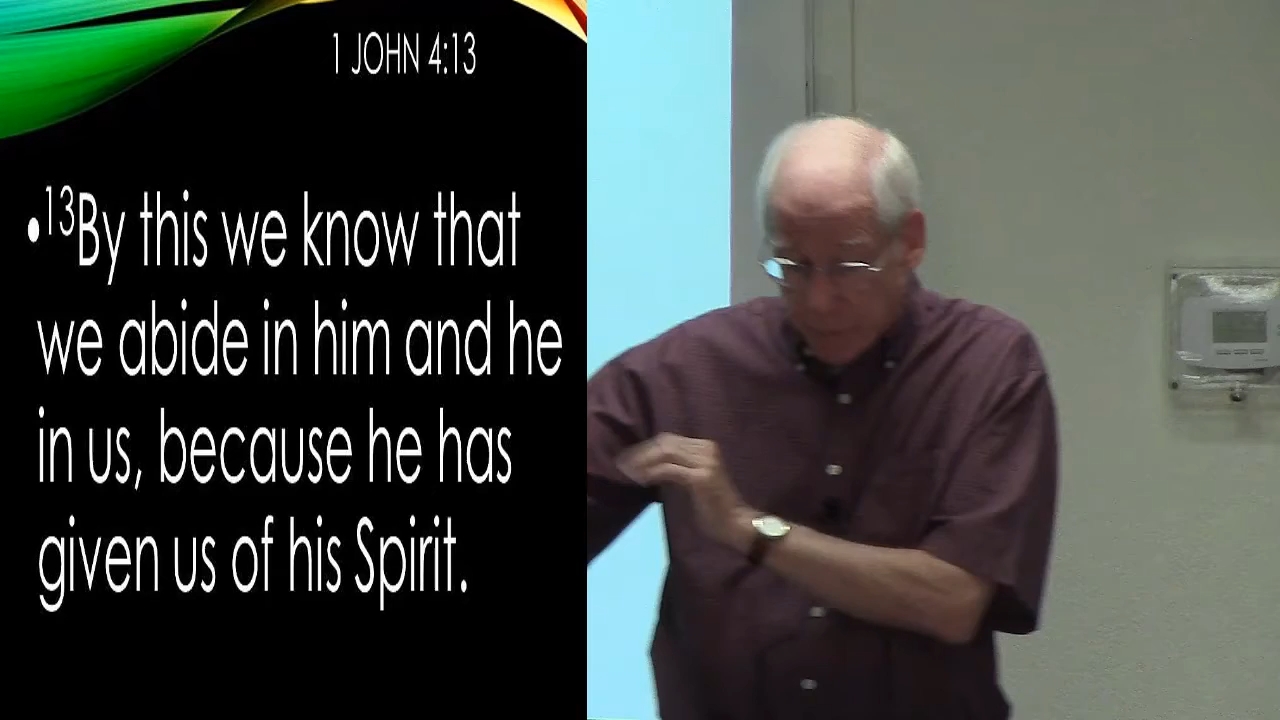 1 JOHN 4:13
•¹³By this we know that
we abide in him and he
in us, because he has
given us of his Spirit.